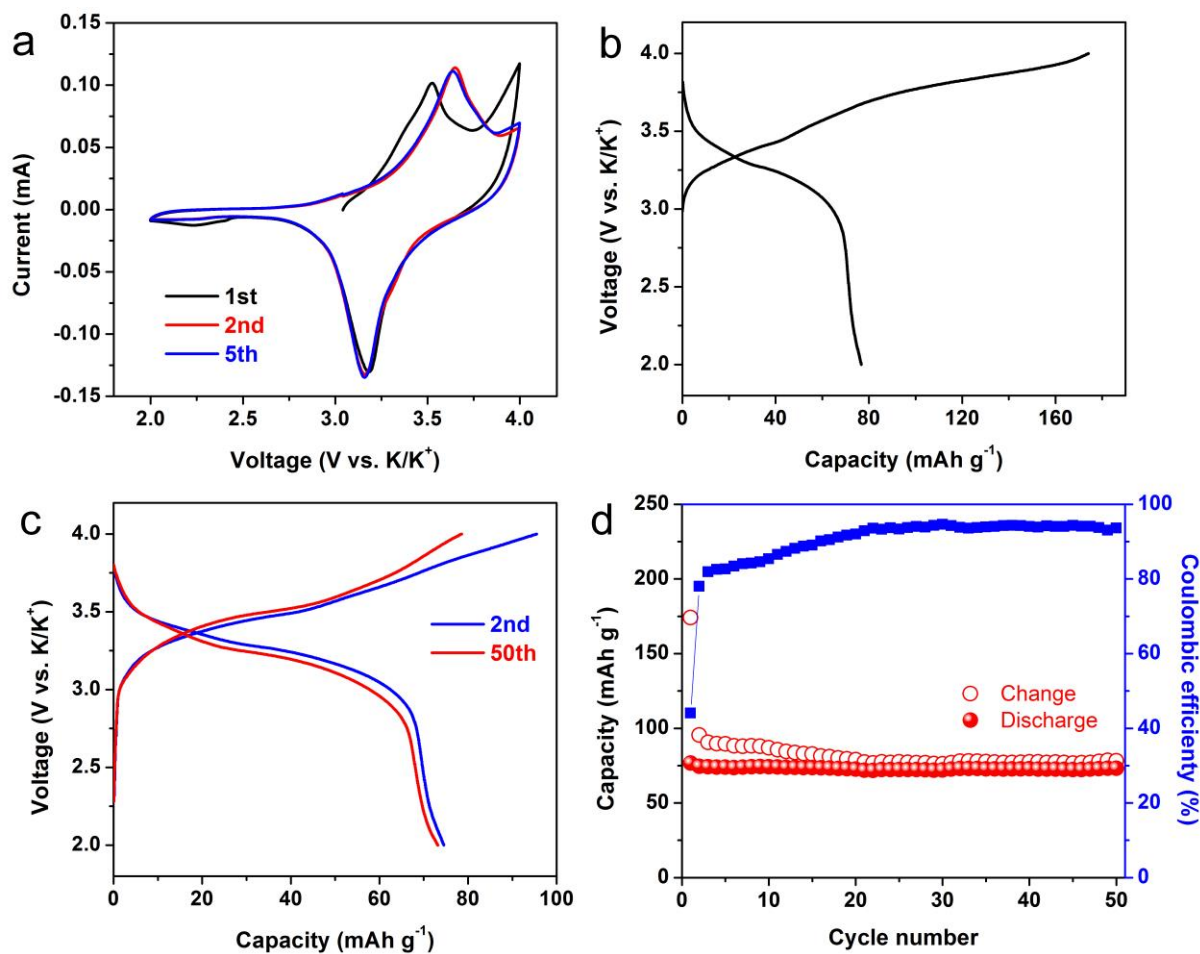 a
0.15
0.10
0.05
0.00
-0.05
-0.10
-0.15
Current (mA)
1st
2nd
5th
2.0 2.5 3.0 3.5 4.0
Voltage (V vs. K/K⁺)
b
4.0
3.5
3.0
2.5
2.0
Voltage (V vs. K/K⁺)
0 40 80 120 160
Capacity (mAh g⁻¹)
c
4.0
3.5
3.0
2.5
2.0
Voltage (V vs. K/K⁺)
2nd
50th
0 20 40 60 80 100
Capacity (mAh g⁻¹)
d
250
200
150
100
75
50
0
Capacity (mAh g⁻¹)
Change
Discharge
100
80
60
40
20
0
Coulombic efficienty (%)
0 10 20 30 40 50
Cycle number